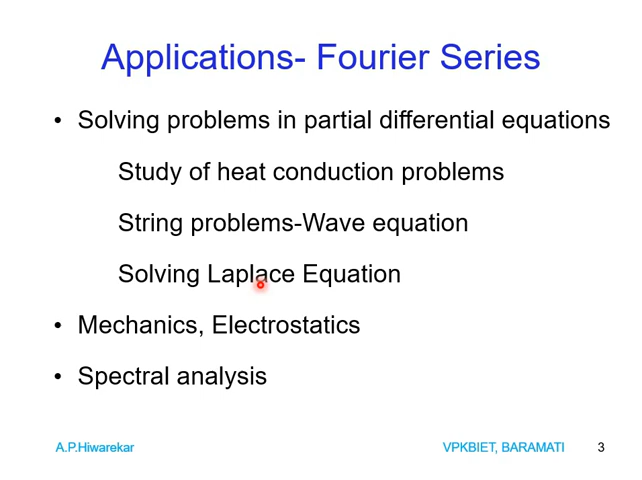 Applications- Fourier Series
• Solving problems in partial differential equations
Study of heat conduction problems
String problems-Wave equation
Solving Laplace Equation
• Mechanics, Electrostatics
• Spectral analysis
A.P.Hiwarekar
VPKBIET, BARAMATI
3